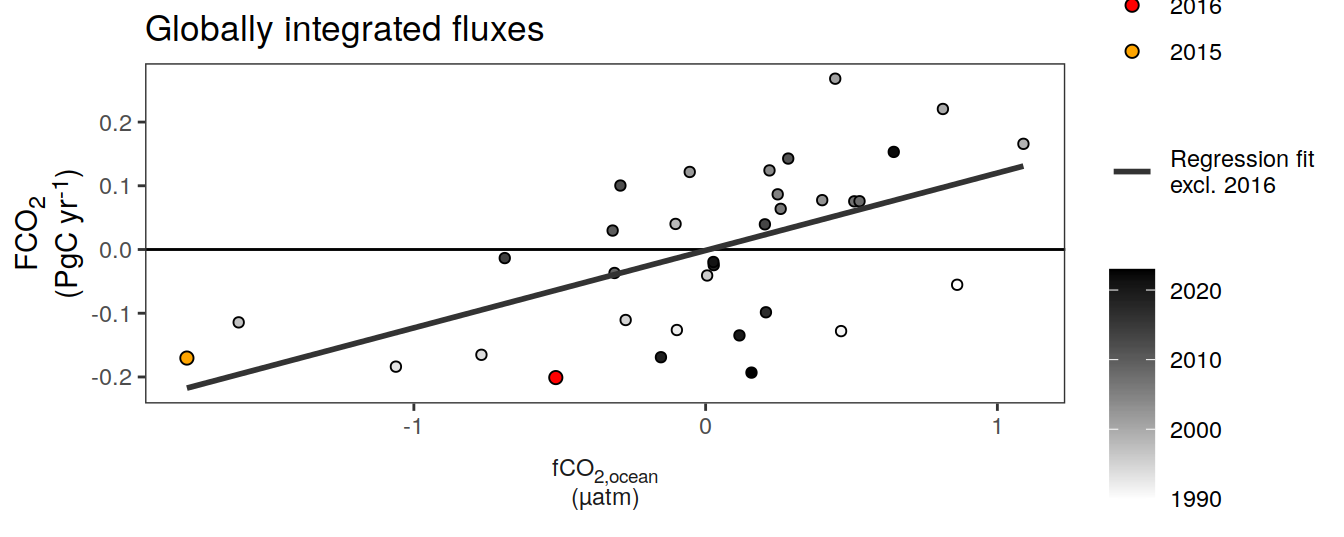 2016
Globally integrated fluxes
2015
0.2
0.1
0.0
-0.1
-0.2
FCO₂
(PgC yr⁻¹)
Regression fit
excl. 2016
2020
2010
2000
1990
-1
0
1
fCO₂,ocean
(µatm)